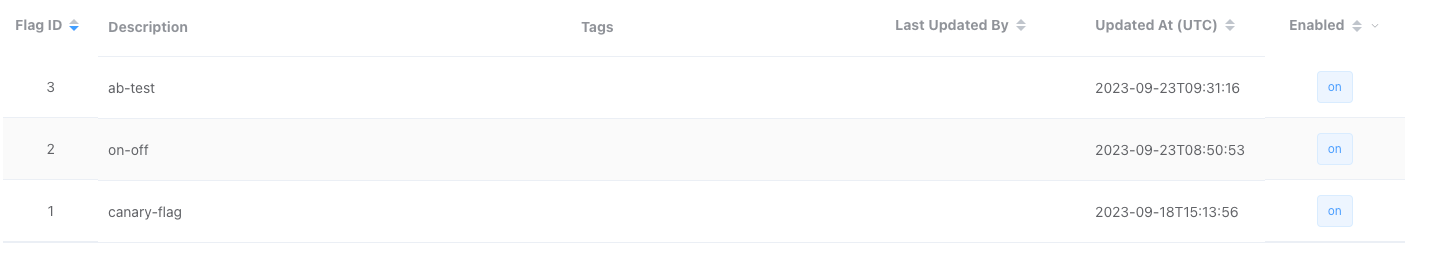 Flag ID Description Tags Last Updated By Updated At (UTC) Enabled
3 ab-test 2023-09-23T09:31:16 on
2 on-off 2023-09-23T08:50:53 on
1 canary-flag 2023-09-18T15:13:56 on